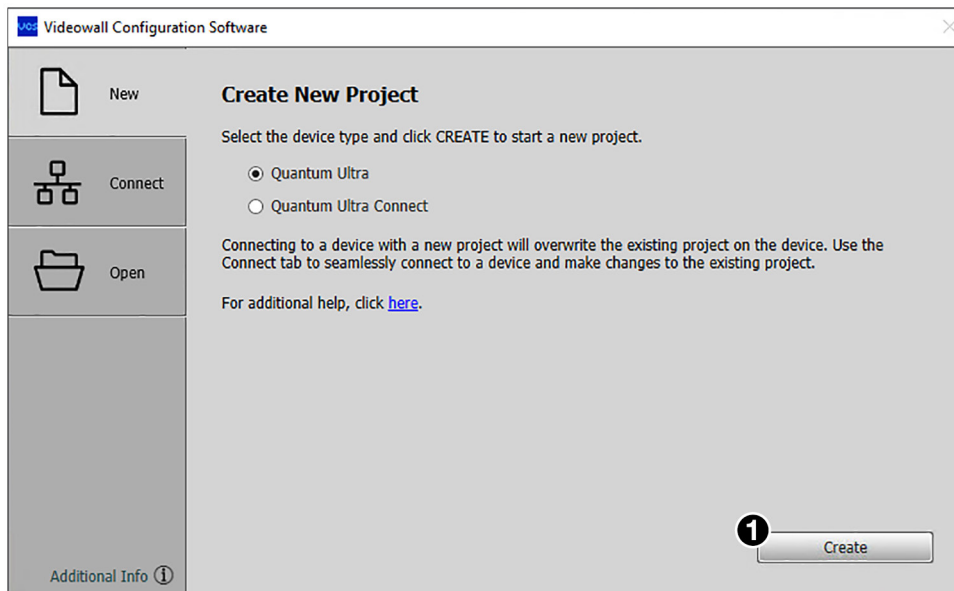 VCS Videowall Configuration Software
New
Connect
Open
Additional Info i
Create New Project
Select the device type and click CREATE to start a new project.
Quantum Ultra
Quantum Ultra Connect
Connecting to a device with a new project will overwrite the existing project on the device. Use the
Connect tab to seamlessly connect to a device and make changes to the existing project.
For additional help, click here.
1
Create